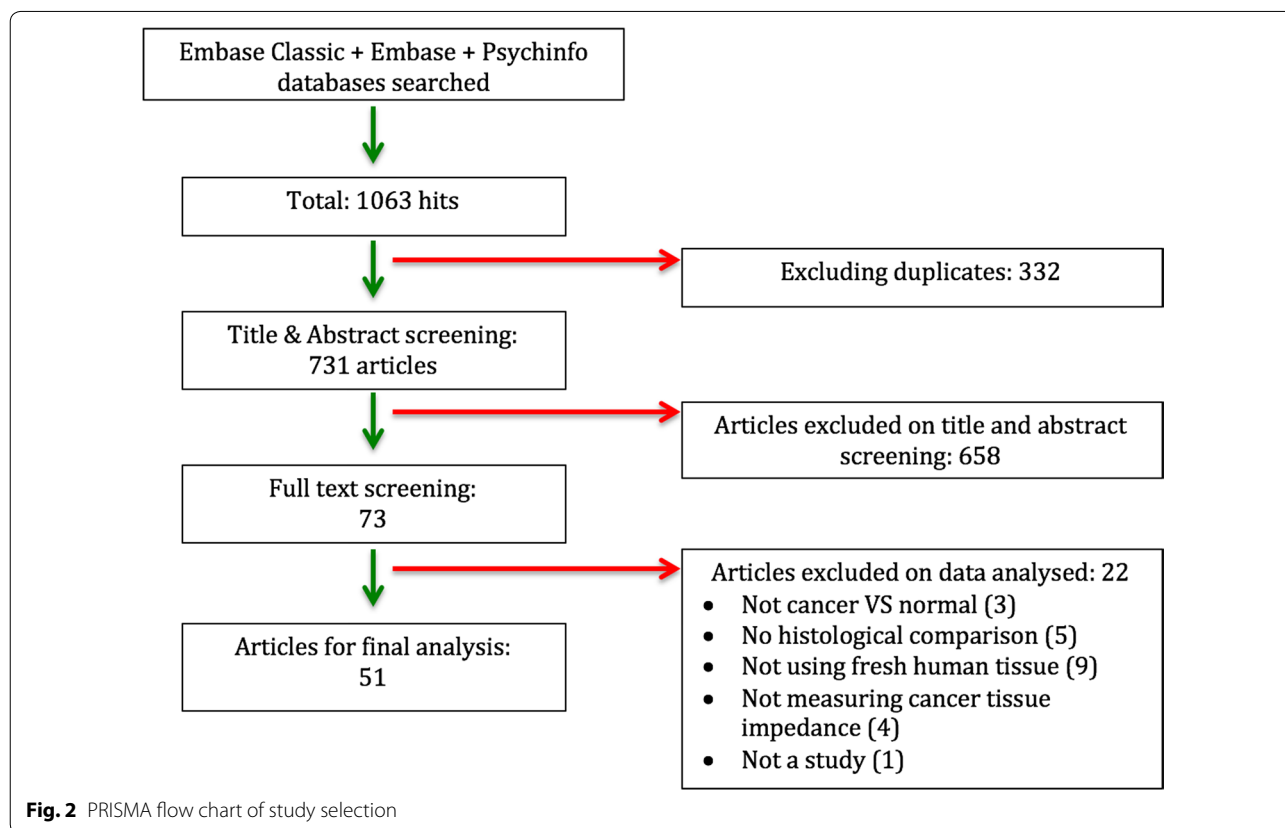 Embase Classic + Embase + Psychinfo
databases searched
Total: 1063 hits
Excluding duplicates: 332
Title & Abstract screening:
731 articles
Articles excluded on title and abstract
screening: 658
Full text screening:
73
Articles excluded on data analysed: 22
• Not cancer VS normal (3)
• No histological comparison (5)
• Not using fresh human tissue (9)
• Not measuring cancer tissue
impedance (4)
• Not a study (1)
Articles for final analysis:
51
Fig. 2 PRISMA flow chart of study selection